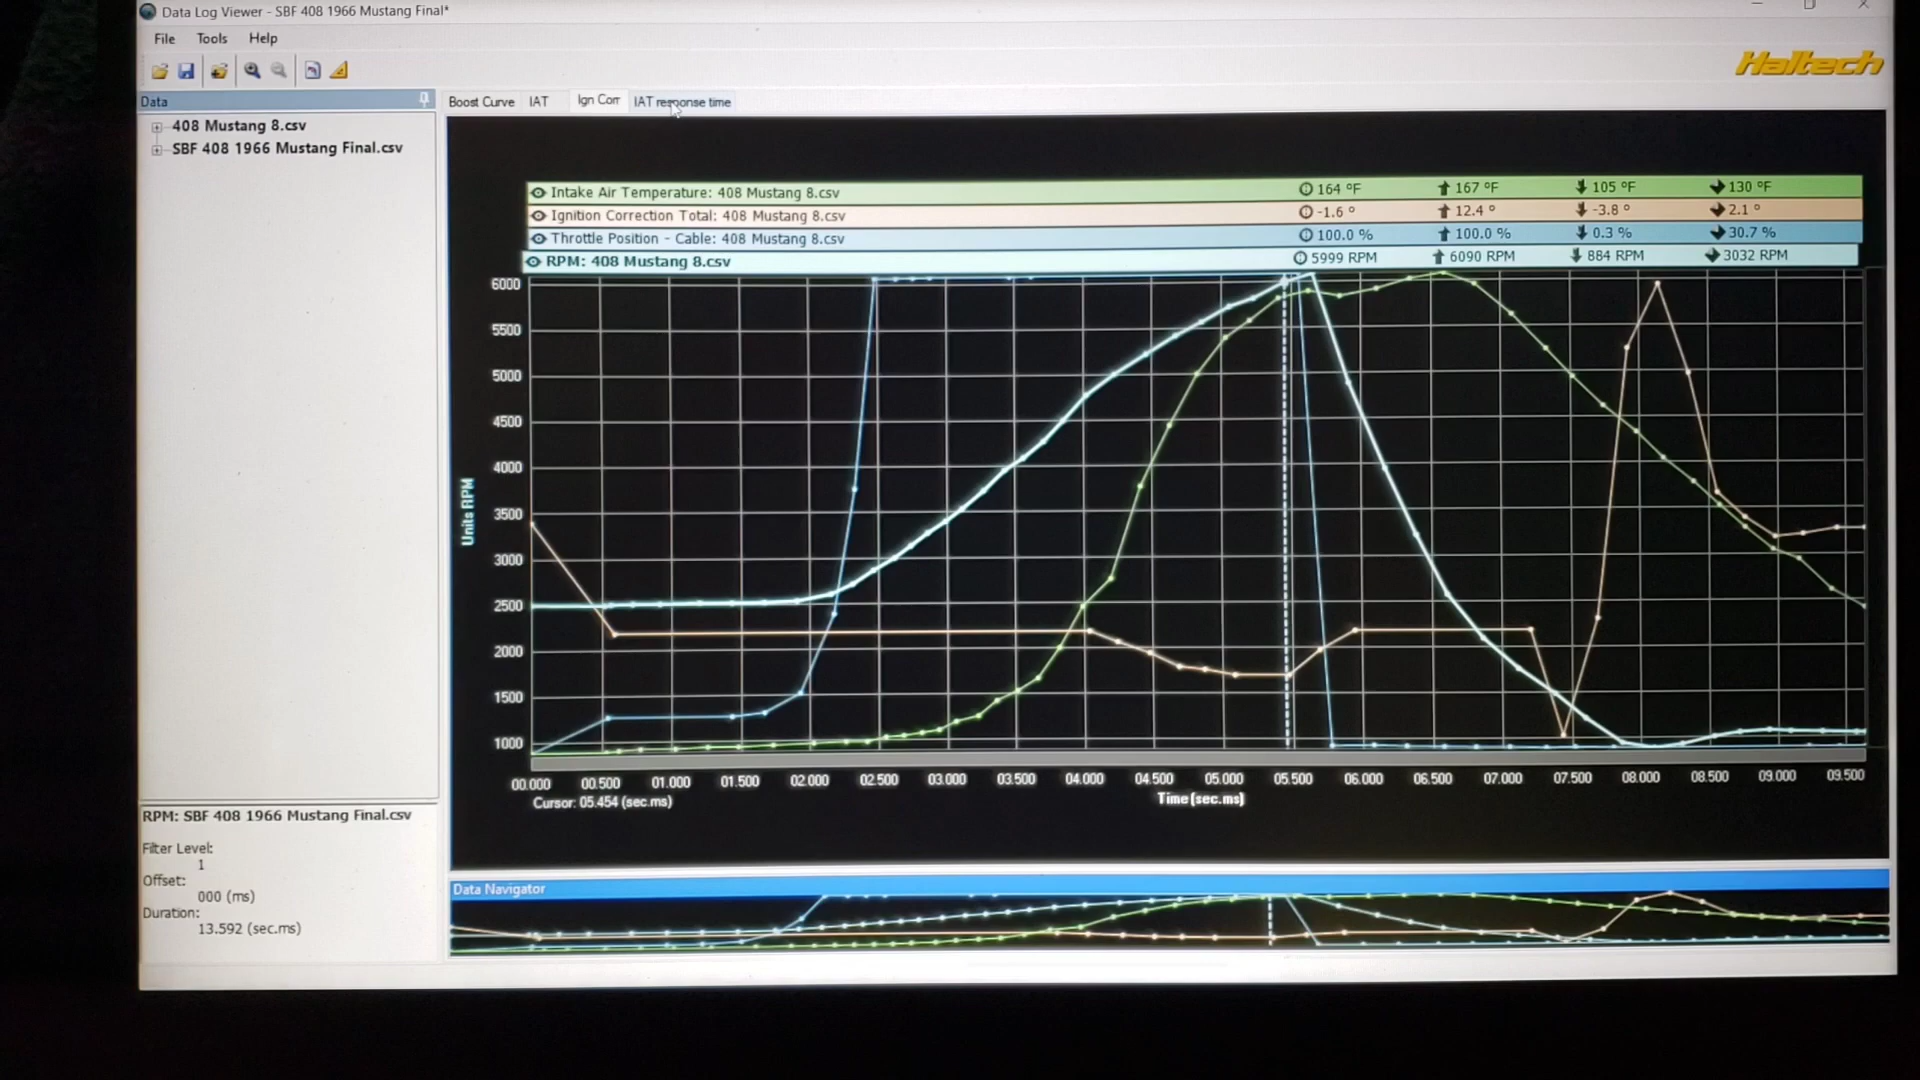 Data Log Viewer - SBF 408 1966 Mustang Final*
File Tools Help
Haltech
Data
408 Mustang 8.csv
SBF 408 1966 Mustang Final.csv
Boost Curve IAT Ign Corr IAT response time
Intake Air Temperature: 408 Mustang 8.csv 164 °F 167 °F 105 °F 130 °F
Ignition Correction Total: 408 Mustang 8.csv -1.6 ° 12.4 ° -3.8 ° 2.1 °
Throttle Position - Cable: 408 Mustang 8.csv 100.0 % 100.0 % 0.3 % 30.7 %
RPM: 408 Mustang 8.csv 5999 RPM 6090 RPM 884 RPM 3032 RPM
6000
5500
5000
4500
4000
3500
3000
2500
2000
1500
1000
Units RPM
00.000 00.500 01.000 01.500 02.000 02.500 03.000 03.500 04.000 04.500 05.000 05.500 06.000 06.500 07.000 07.500 08.000 08.500 09.000 09.500
Cursor: 05.454 (sec.ms)
Time(sec.ms)
RPM: SBF 408 1966 Mustang Final.csv
Filter Level:
1
Offset:
000 (ms)
Duration:
13.592 (sec.ms)
Data Navigator